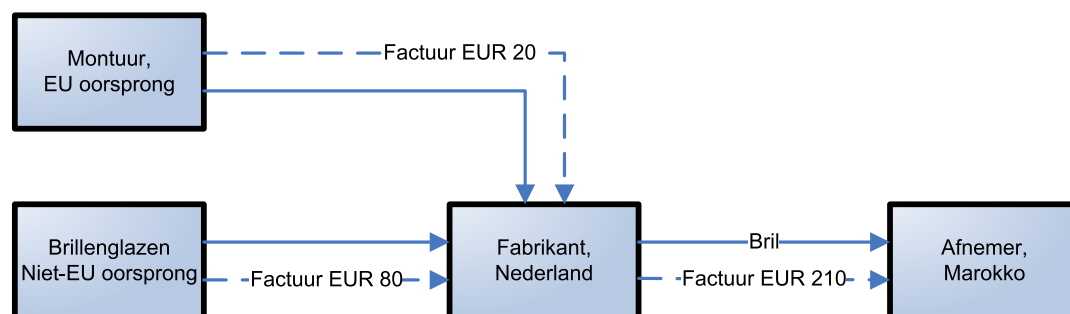 Montuur,
EU oorsprong
Factuur EUR 20
Brillenglazen
Niet-EU oorsprong
Factuur EUR 80
Fabrikant,
Nederland
Bril
Factuur EUR 210
Afnemer,
Marokko